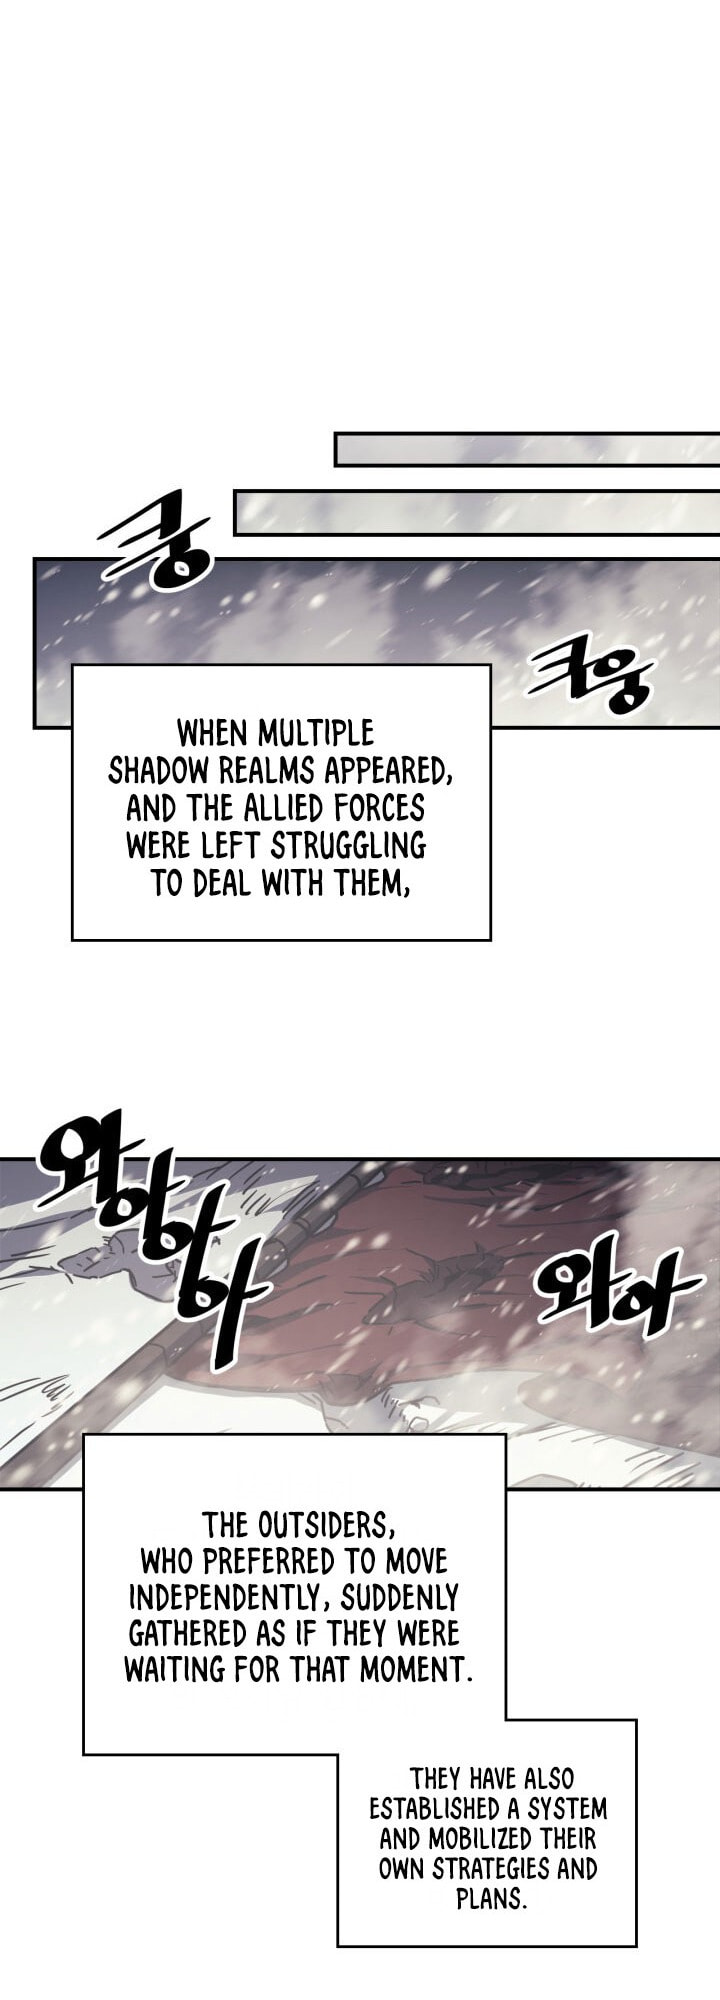 쿵
크웅
WHEN MULTIPLE
SHADOW REALMS APPEARED,
AND THE ALLIED FORCES
WERE LEFT STRUGGLING
TO DEAL WITH THEM,
와아아아
와아
THE OUTSIDERS,
WHO PREFERRED TO MOVE
INDEPENDENTLY, SUDDENLY
GATHERED AS IF THEY WERE
WAITING FOR THAT MOMENT.
THEY HAVE ALSO
ESTABLISHED A SYSTEM
AND MOBILIZED THEIR
OWN STRATEGIES AND
PLANS.